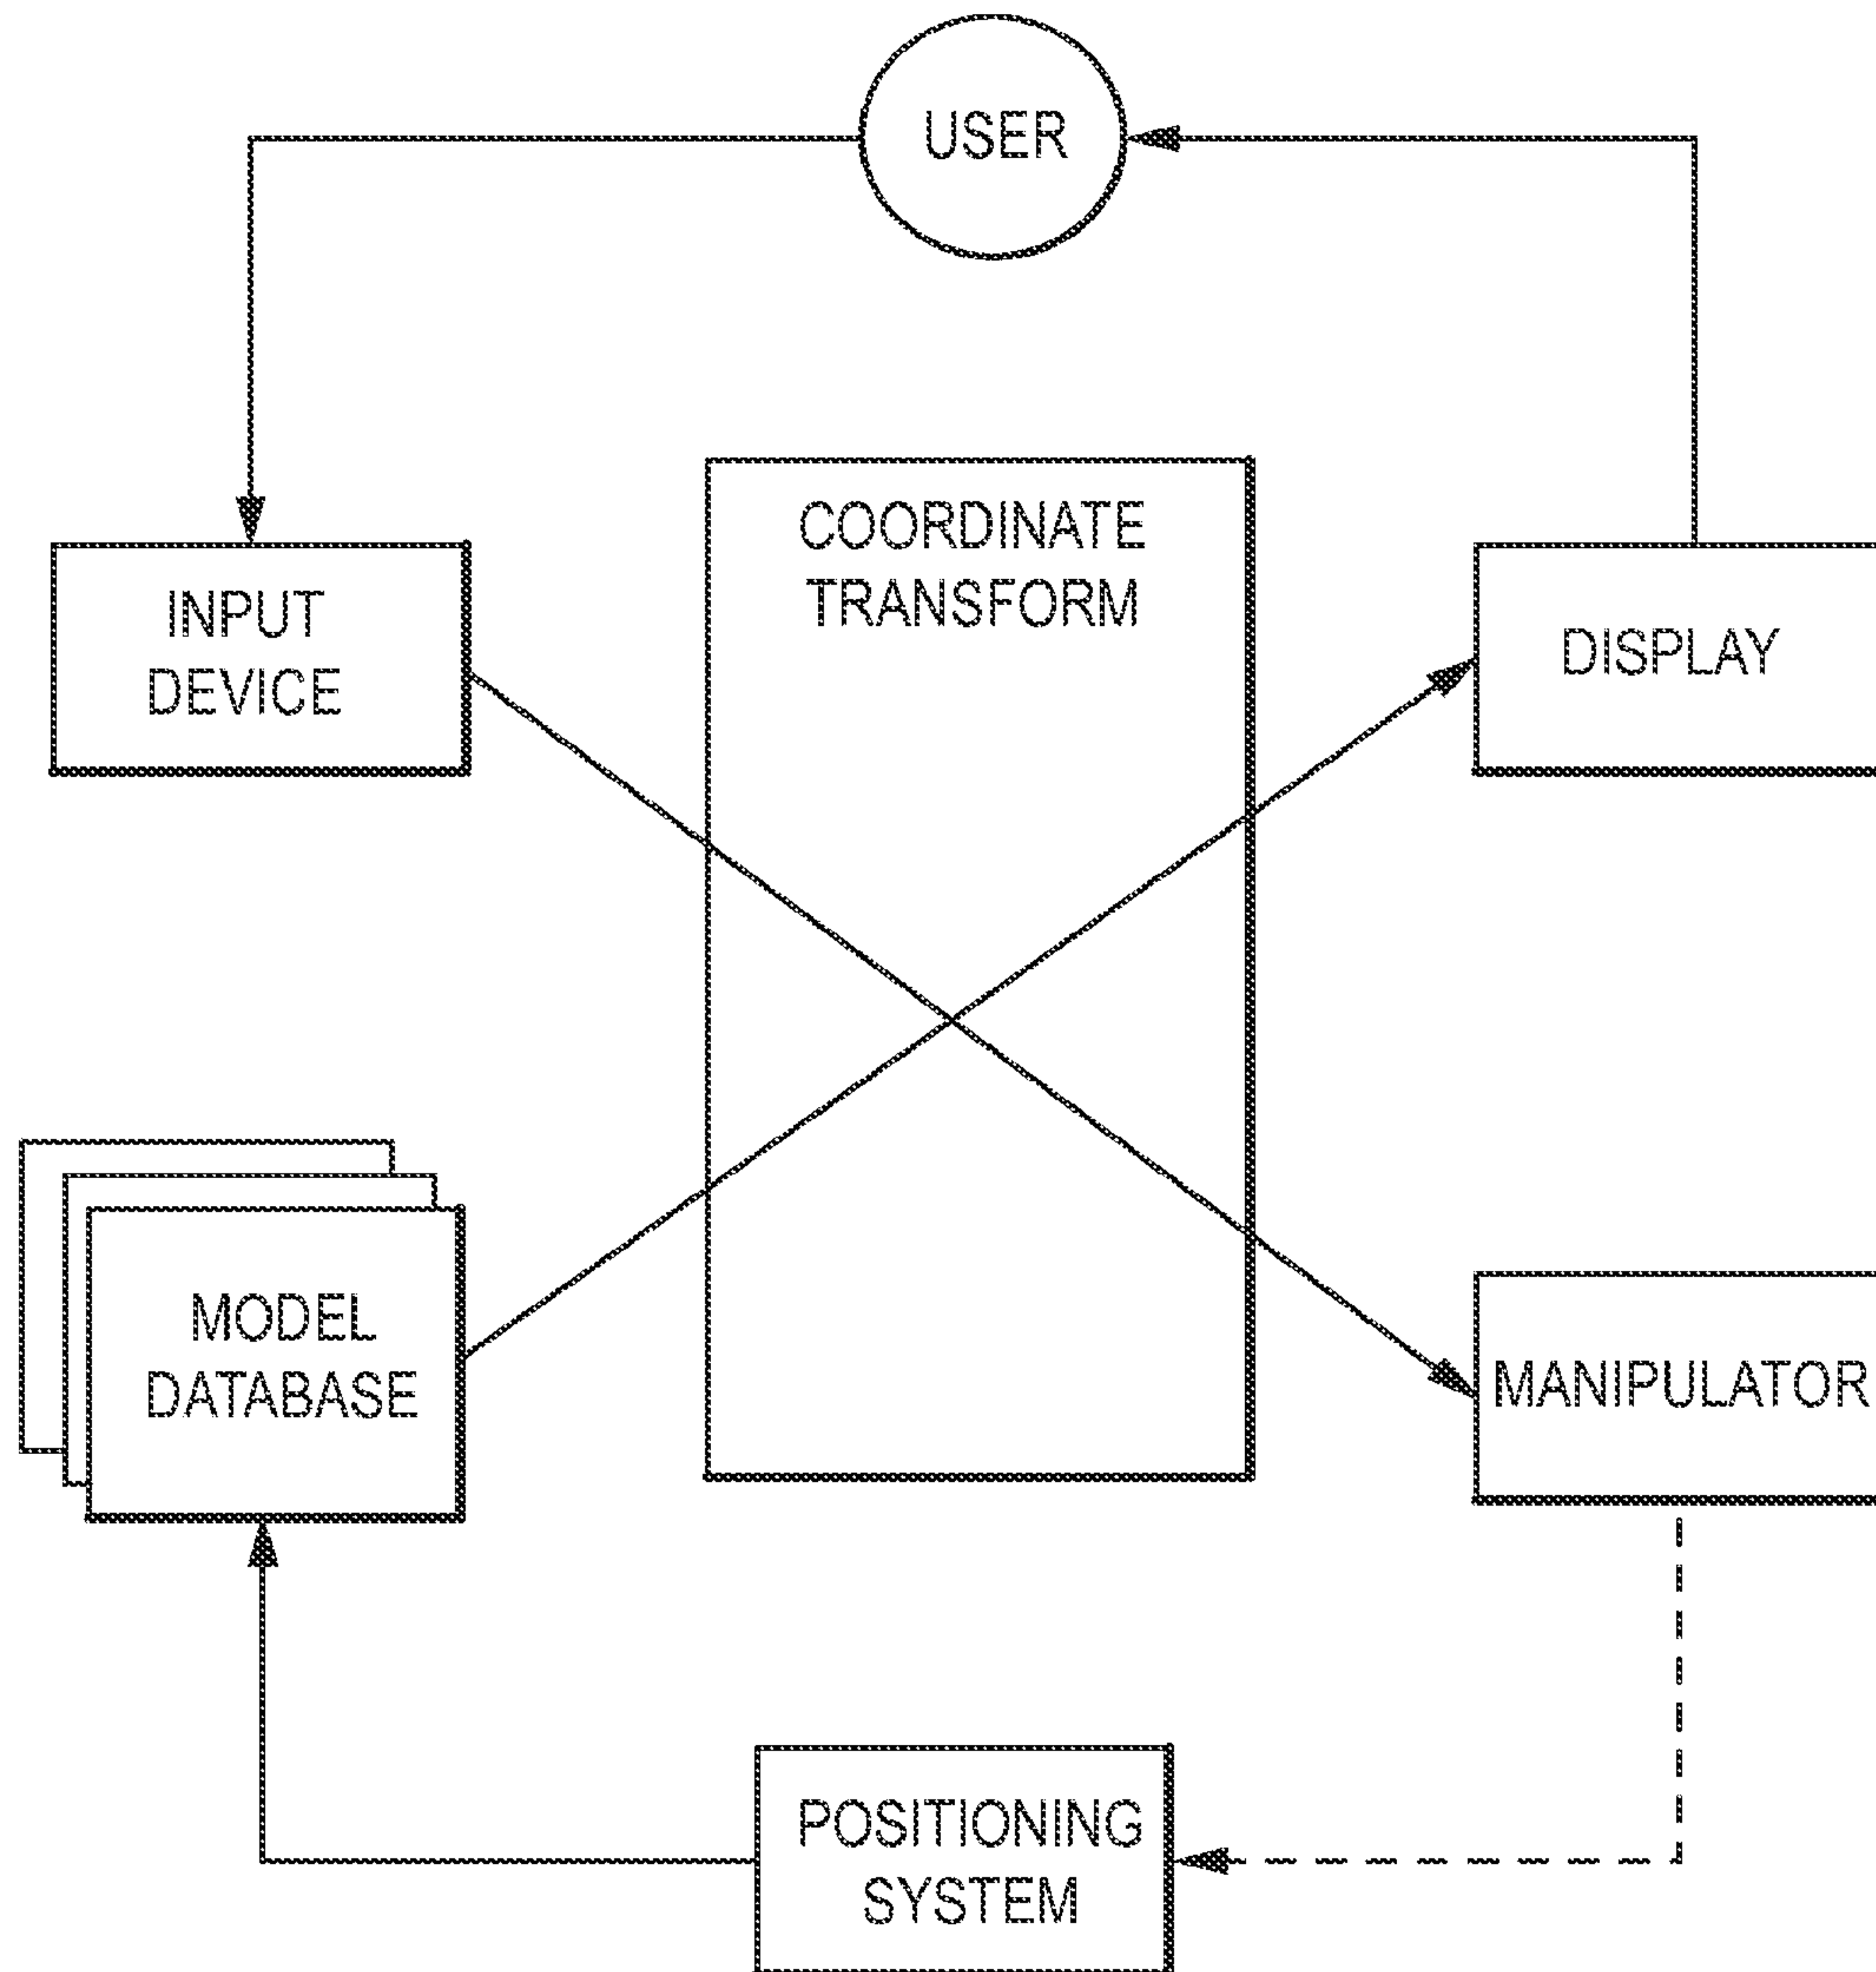 USER
COORDINATE
TRANSFORM
INPUT
DEVICE
DISPLAY
MODEL
DATABASE
MANIPULATOR
POSITIONING
SYSTEM